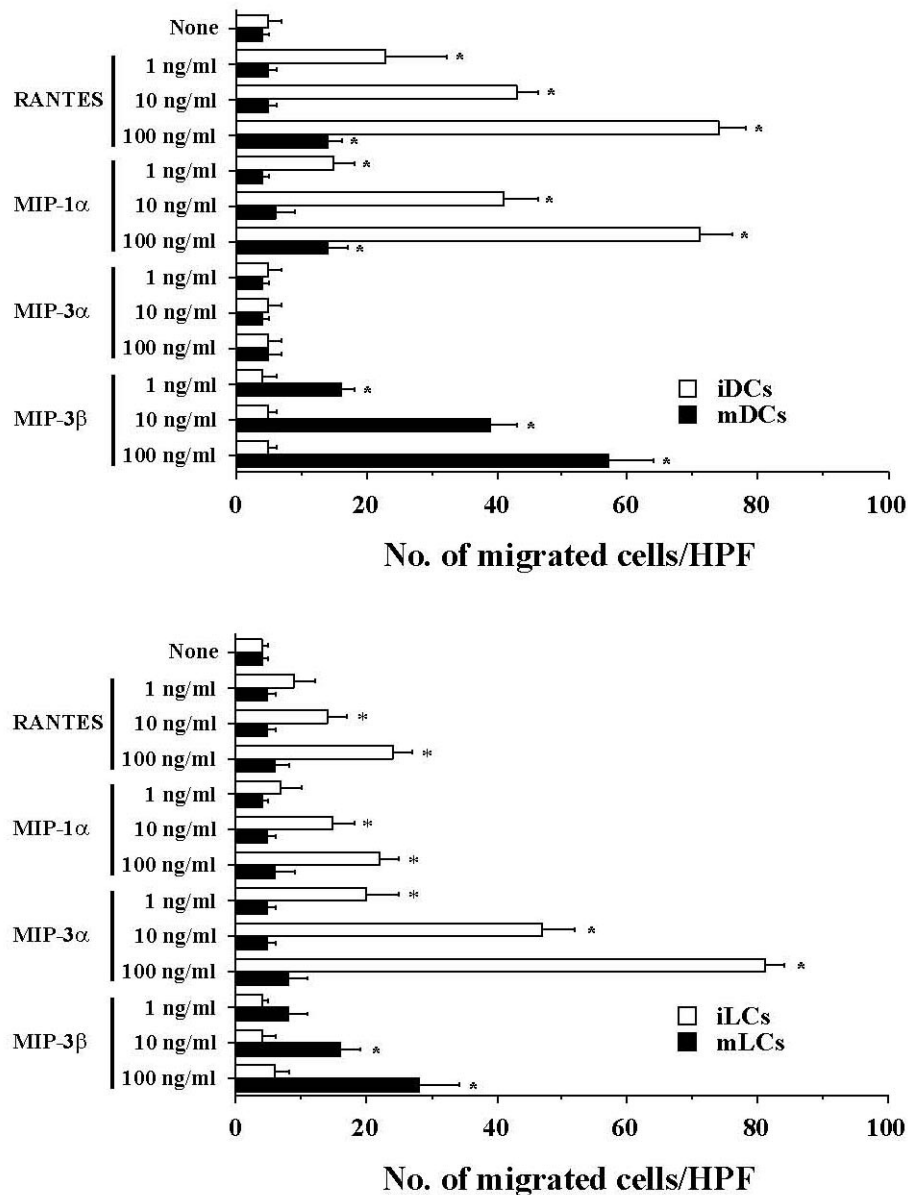 None
RANTES
1 ng/ml *
10 ng/ml *
100 ng/ml *
*
MIP-1α
1 ng/ml *
10 ng/ml *
100 ng/ml *
*
MIP-3α
1 ng/ml
10 ng/ml
100 ng/ml
MIP-3β
1 ng/ml *
10 ng/ml *
100 ng/ml *
iDCs
mDCs
0 20 40 60 80 100
No. of migrated cells/HPF
None
RANTES
1 ng/ml
10 ng/ml *
100 ng/ml *
MIP-1α
1 ng/ml
10 ng/ml *
100 ng/ml *
MIP-3α
1 ng/ml *
10 ng/ml *
100 ng/ml *
MIP-3β
1 ng/ml
10 ng/ml *
100 ng/ml *
iLCs
mLCs
0 20 40 60 80 100
No. of migrated cells/HPF